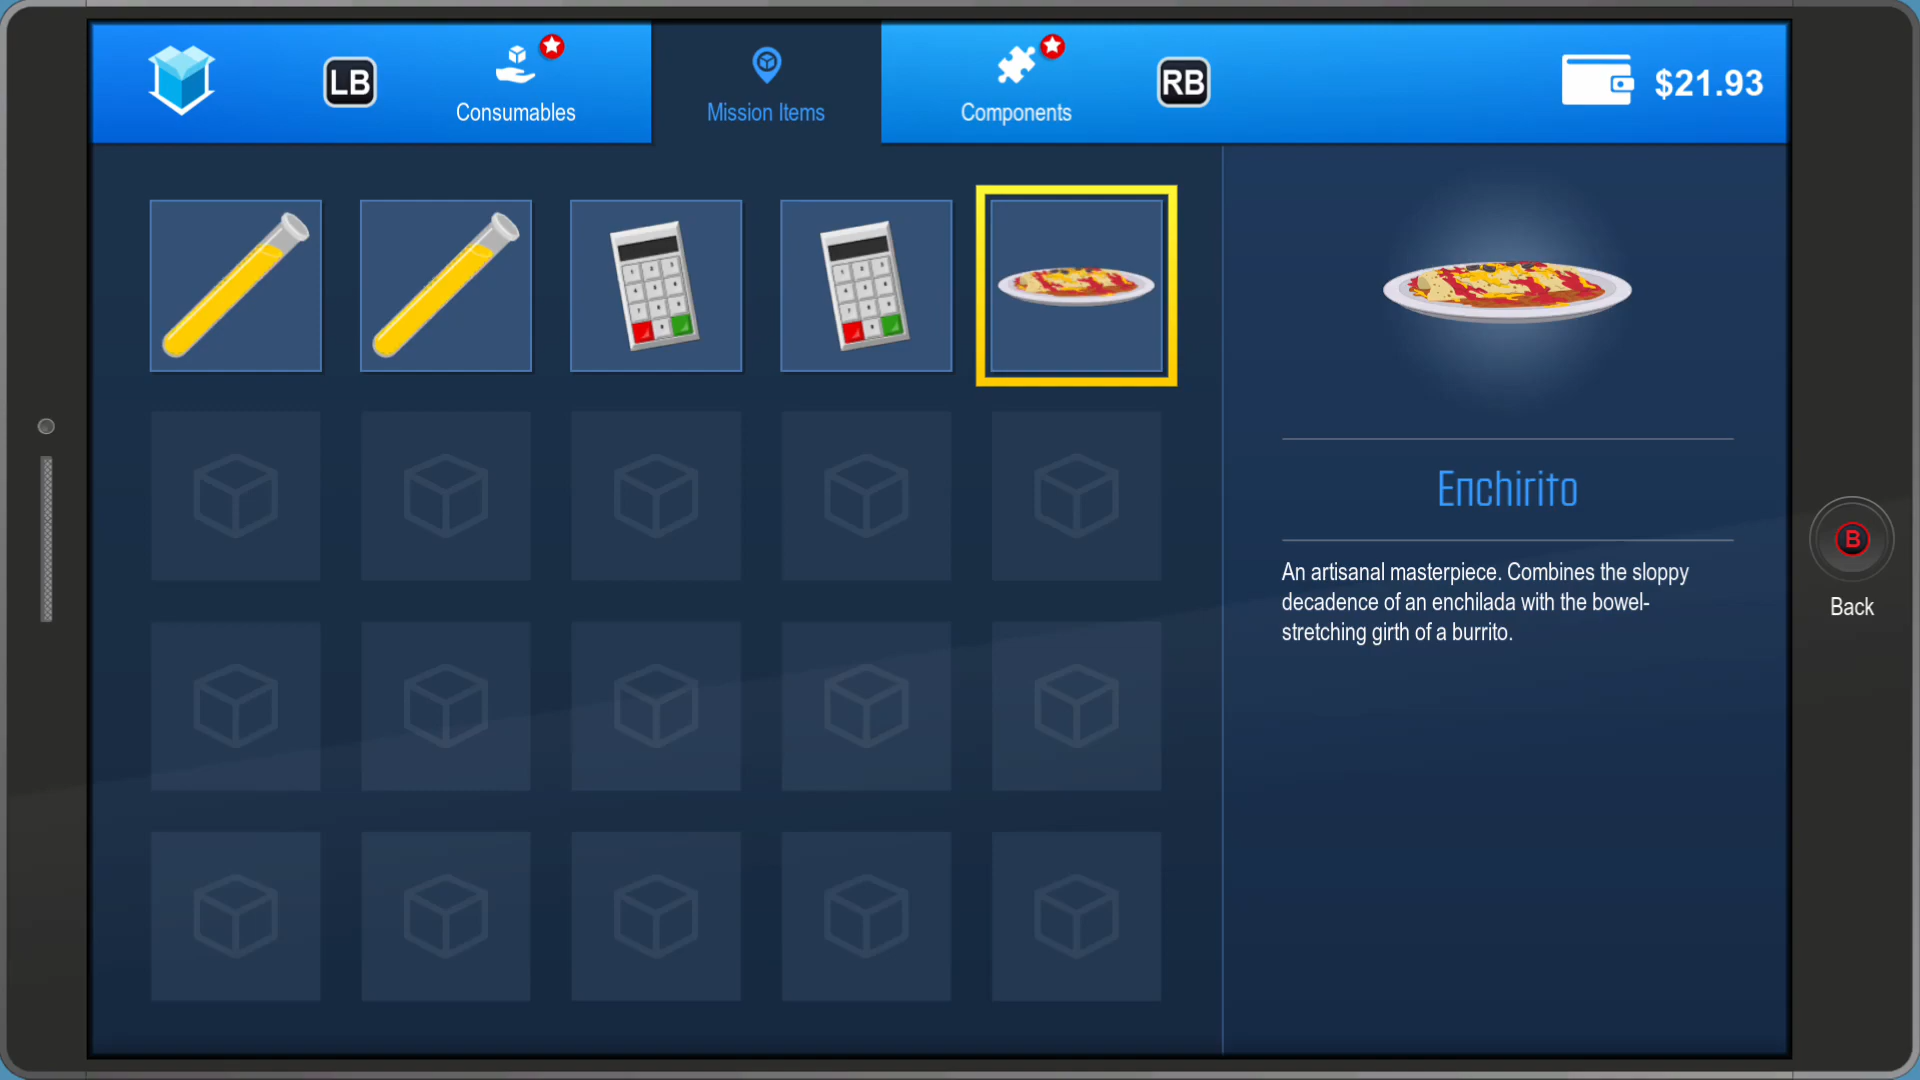 LB
Consumables
Mission Items
Components
RB
$21.93
Enchirito
An artisanal masterpiece. Combines the sloppy
decadence of an enchilada with the bowel-
stretching girth of a burrito.
B
Back